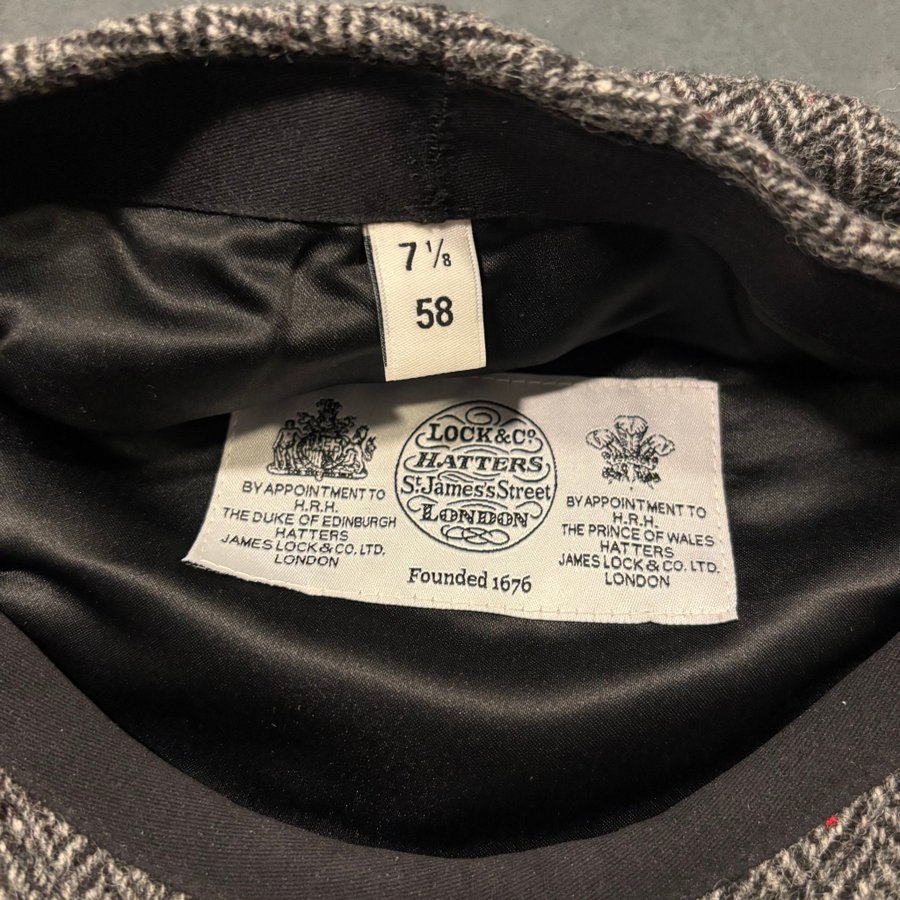 7 1/8
58
BY APPOINTMENT TO
H.R.H.
THE DUKE OF EDINBURGH
HATTERS
JAMES LOCK & CO. LTD.
LONDON
LOCK & Co.
HATTERS
St. James's Street
LONDON
Founded 1676
BY APPOINTMENT TO
H.R.H.
THE PRINCE OF WALES
HATTERS
JAMES LOCK & CO. LTD.
LONDON